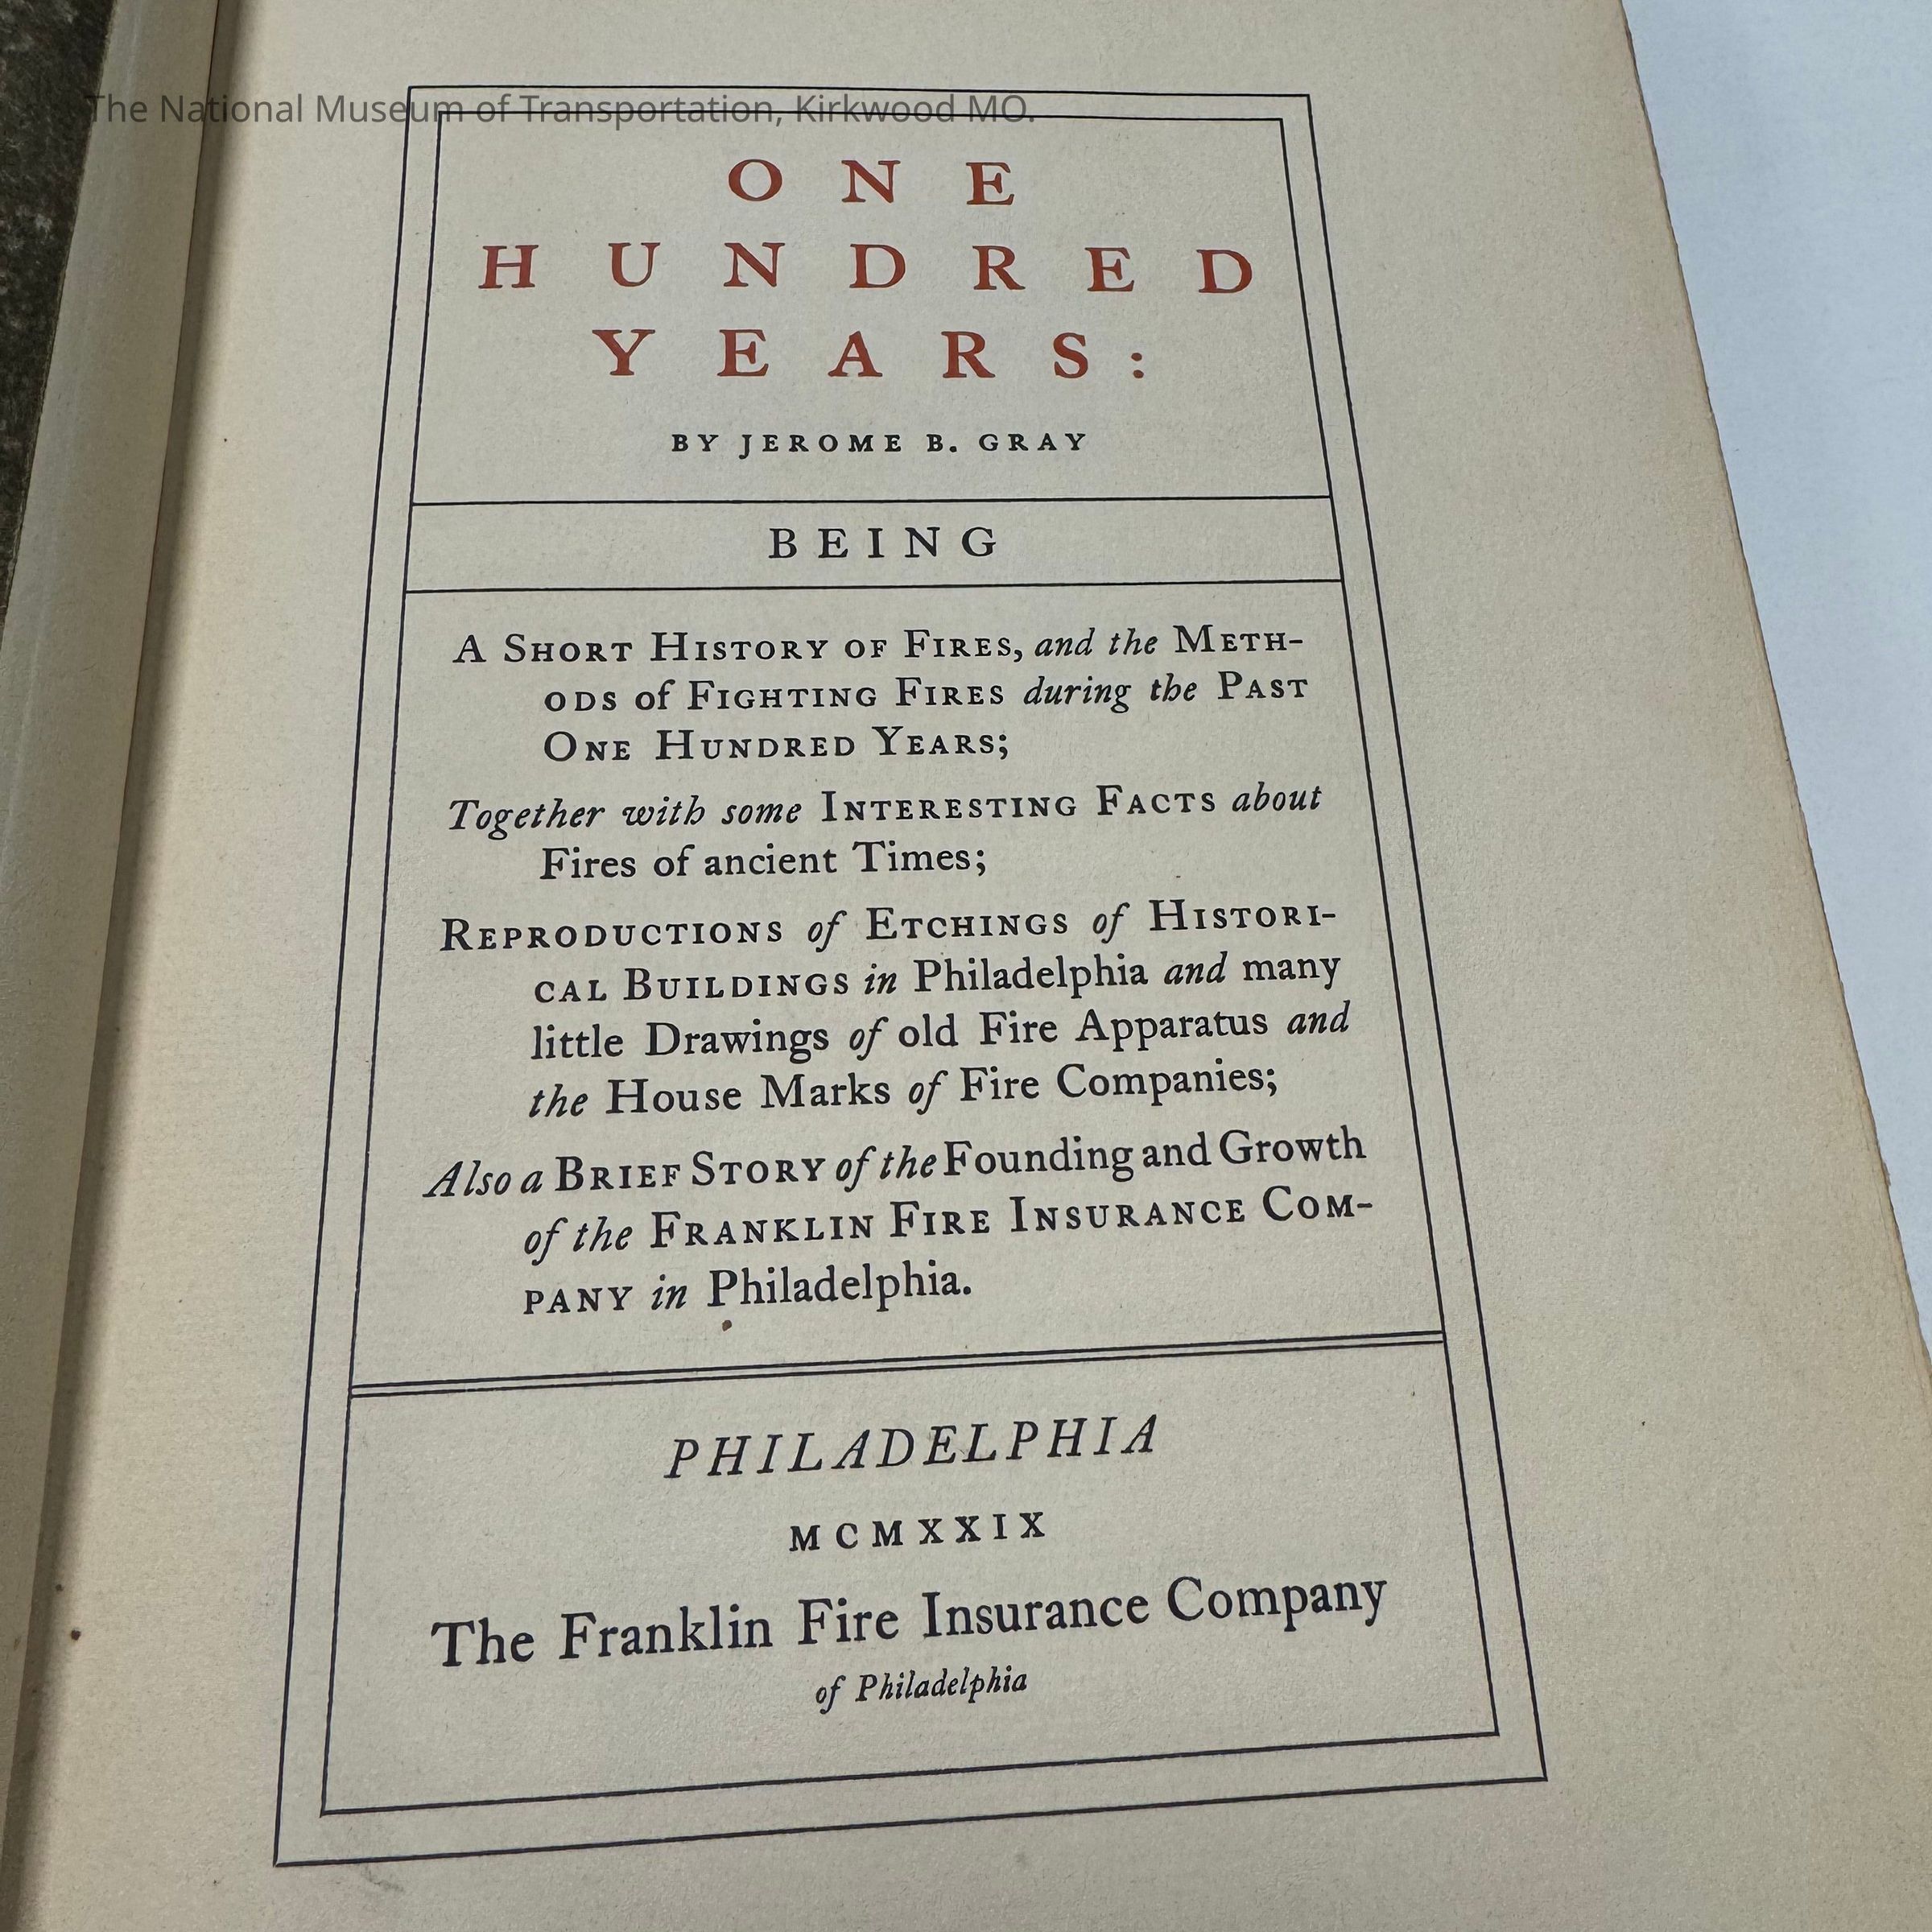 The National Museum of Transportation, Kirkwood MO.
ONE
HUNDRED
YEARS:
BY JEROME B. GRAY
BEING
A SHORT HISTORY OF FIRES, and the METH-
ODS of FIGHTING FIRES during the PAST
ONE HUNDRED YEARS;
Together with some INTERESTING FACTS about
Fires of ancient Times;
REPRODUCTIONS of ETCHINGS of HISTORI-
CAL BUILDINGS in Philadelphia and many
little Drawings of old Fire Apparatus and
the House Marks of Fire Companies;
Also a BRIEF STORY of the Founding and Growth
of the FRANKLIN FIRE INSURANCE COM-
PANY in Philadelphia.
PHILADELPHIA
MCMXXIX
The Franklin Fire Insurance Company
of Philadelphia